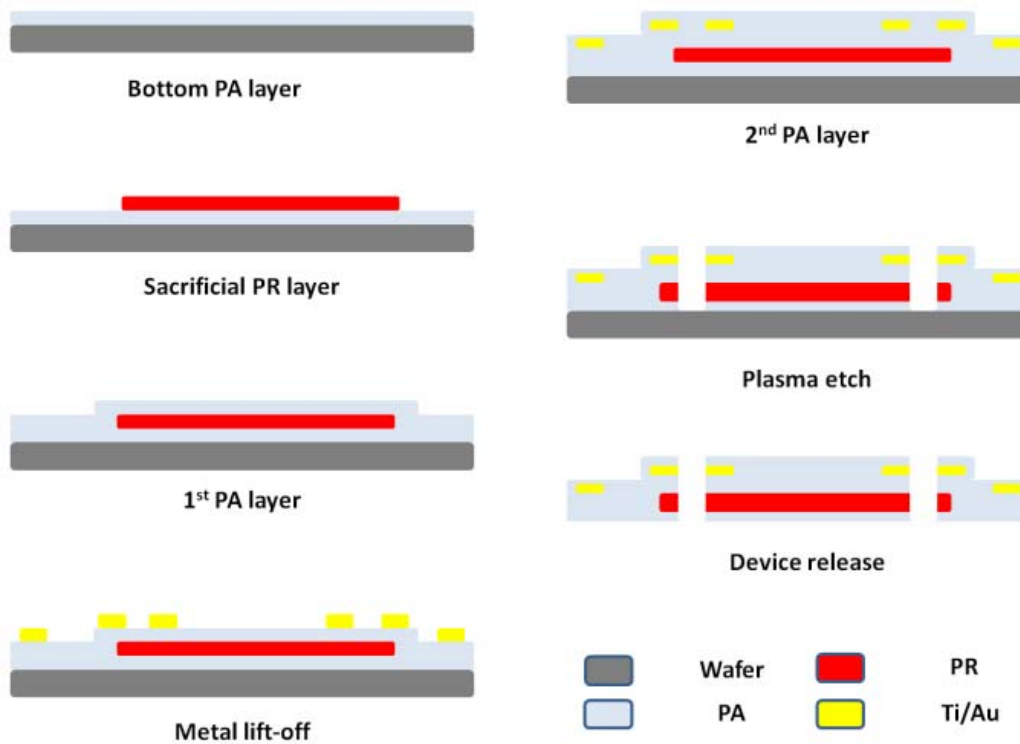 Bottom PA layer
Sacrificial PR layer
1st PA layer
Metal lift-off
2nd PA layer
Plasma etch
Device release
Wafer
PR
PA
Ti/Au